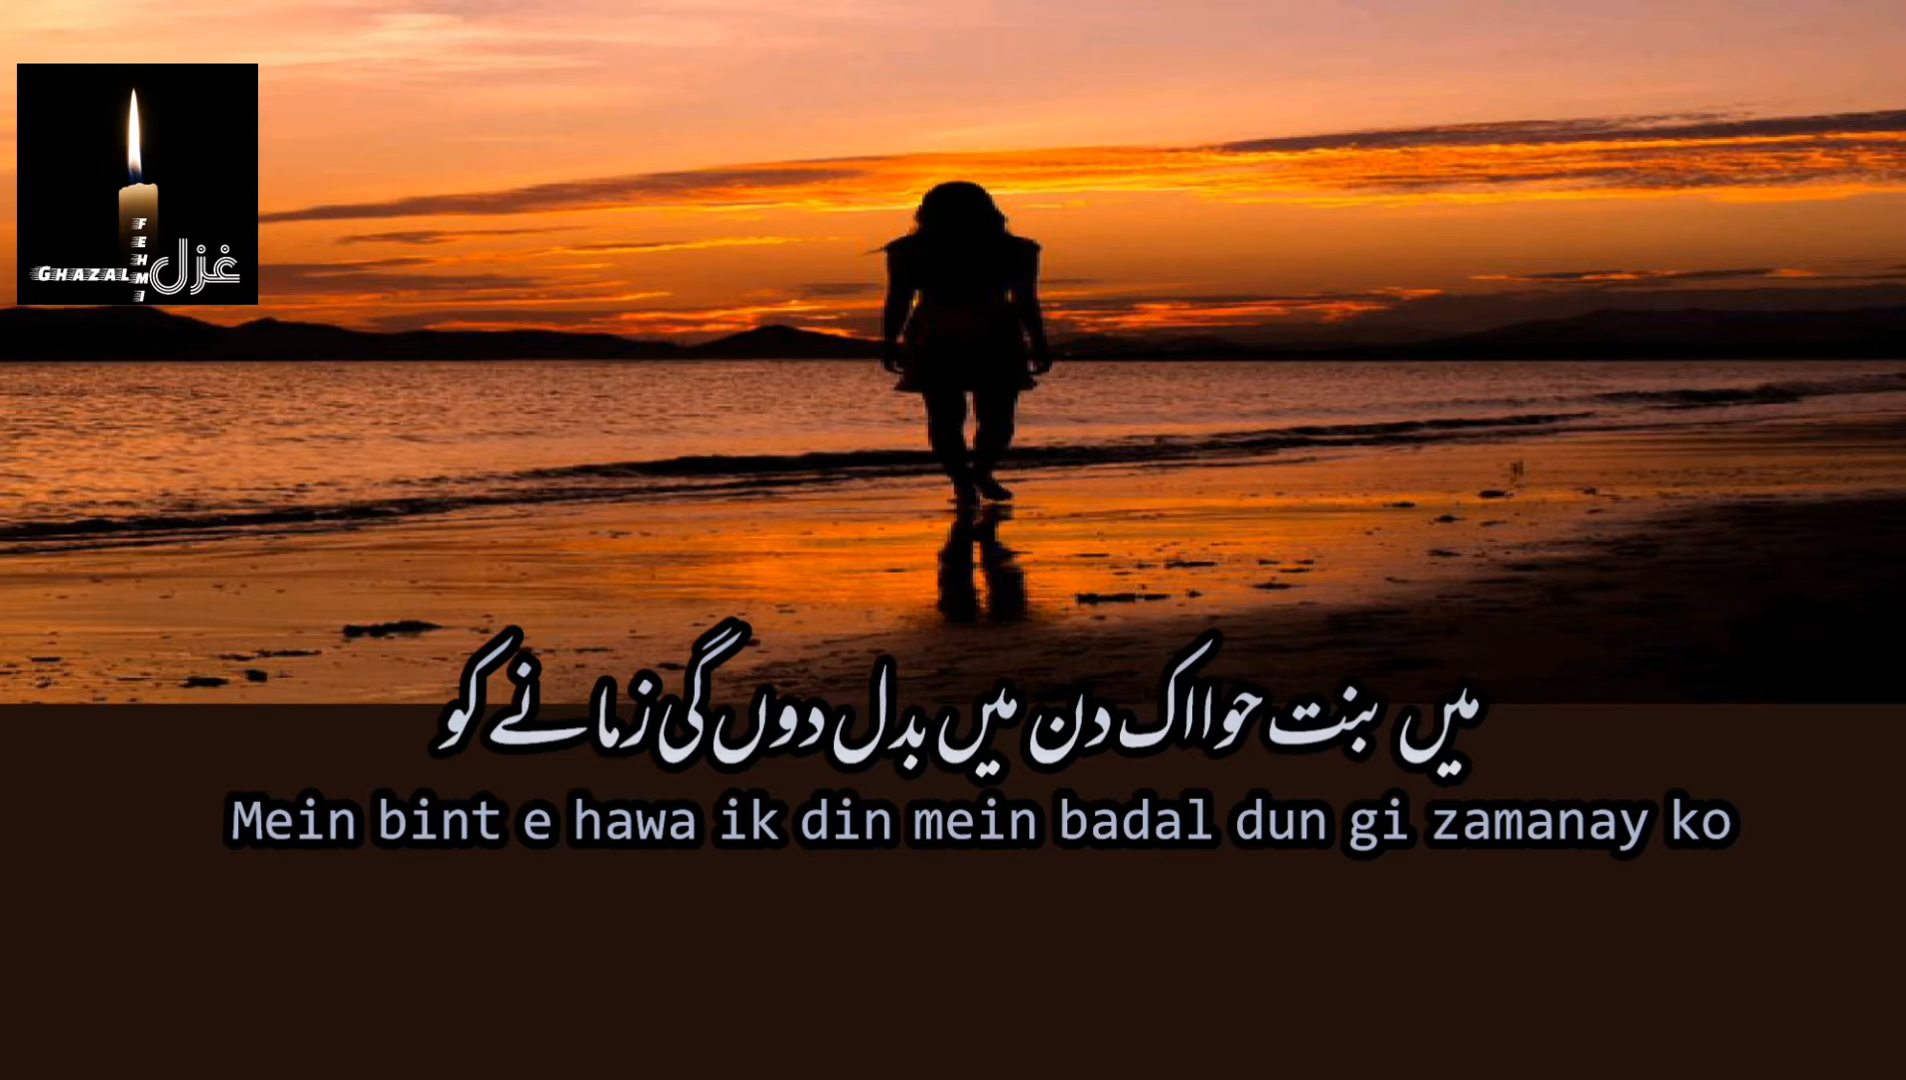 FEHMI
GHAZAL غزل
میں بنت حوا اک دن میں بدل دوں گی زمانے کو
Mein bint e hawa ik din mein badal dun gi zamanay ko